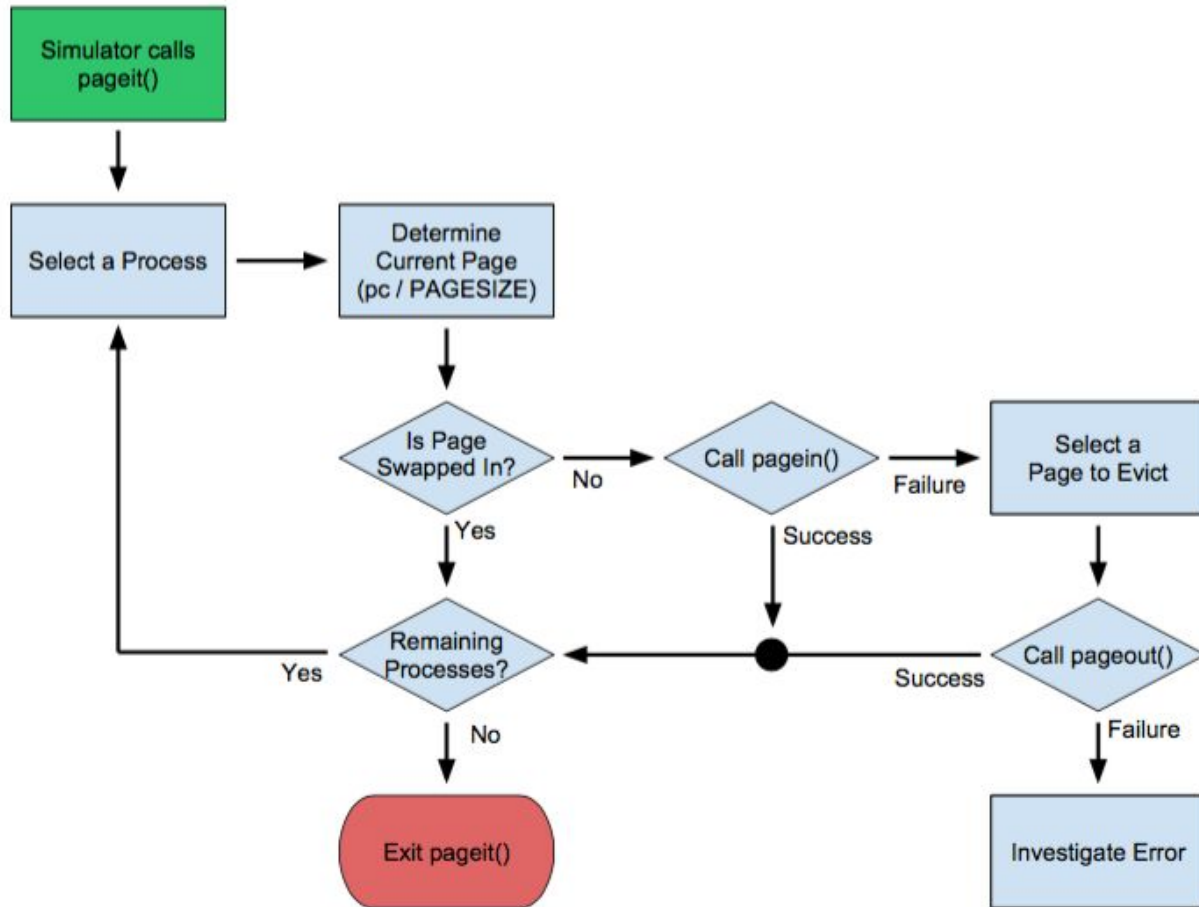 Simulator calls
pageit()
Select a Process
Determine
Current Page
(pc / PAGESIZE)
Is Page
Swapped In?
No
Call pagein()
Failure
Select a
Page to Evict
Yes
Success
Remaining
Processes?
Yes
Success
Call pageout()
No
Failure
Exit pageit()
Investigate Error